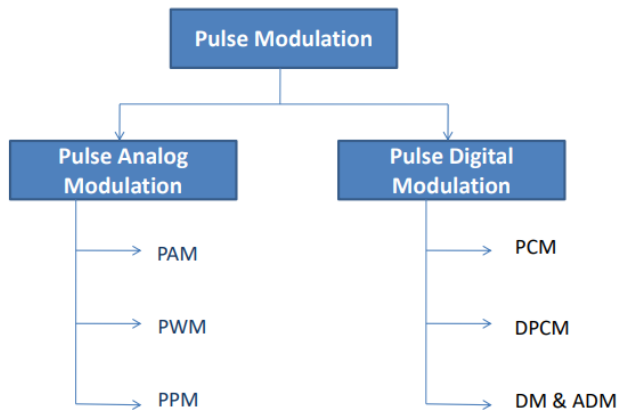 Pulse Modulation
Pulse Analog
Modulation
Pulse Digital
Modulation
PAM
PWM
PPM
PCM
DPCM
DM & ADM